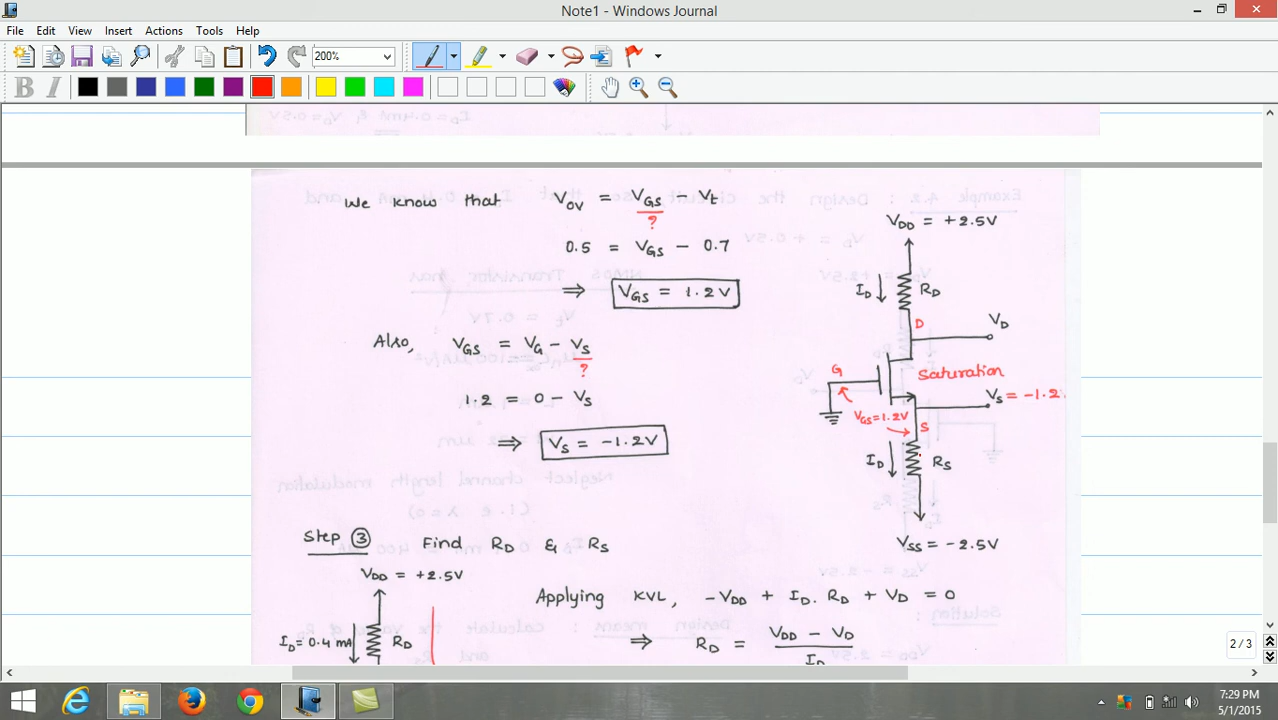 Note1 - Windows Journal
File Edit View Insert Actions Tools Help
200%
B I
We know that V_OV = V_GS - V_t
?
0.5 = V_GS - 0.7
⇒ V_GS = 1.2 V
Also, V_GS = V_G - V_S
?
1.2 = 0 - V_S
⇒ V_S = -1.2V
V_DD = +2.5V
I_D R_D
D V_D
G Saturation
V_S = -1.2
V_GS = 1.2V
S
I_D R_S
V_SS = -2.5V
Step ③ Find R_D & R_S
V_DD = +2.5V
I_D = 0.4 mA R_D
Applying KVL, -V_DD + I_D. R_D + V_D = 0
⇒ R_D = V_DD - V_D
I_D
2 / 3
7:29 PM
5/1/2015